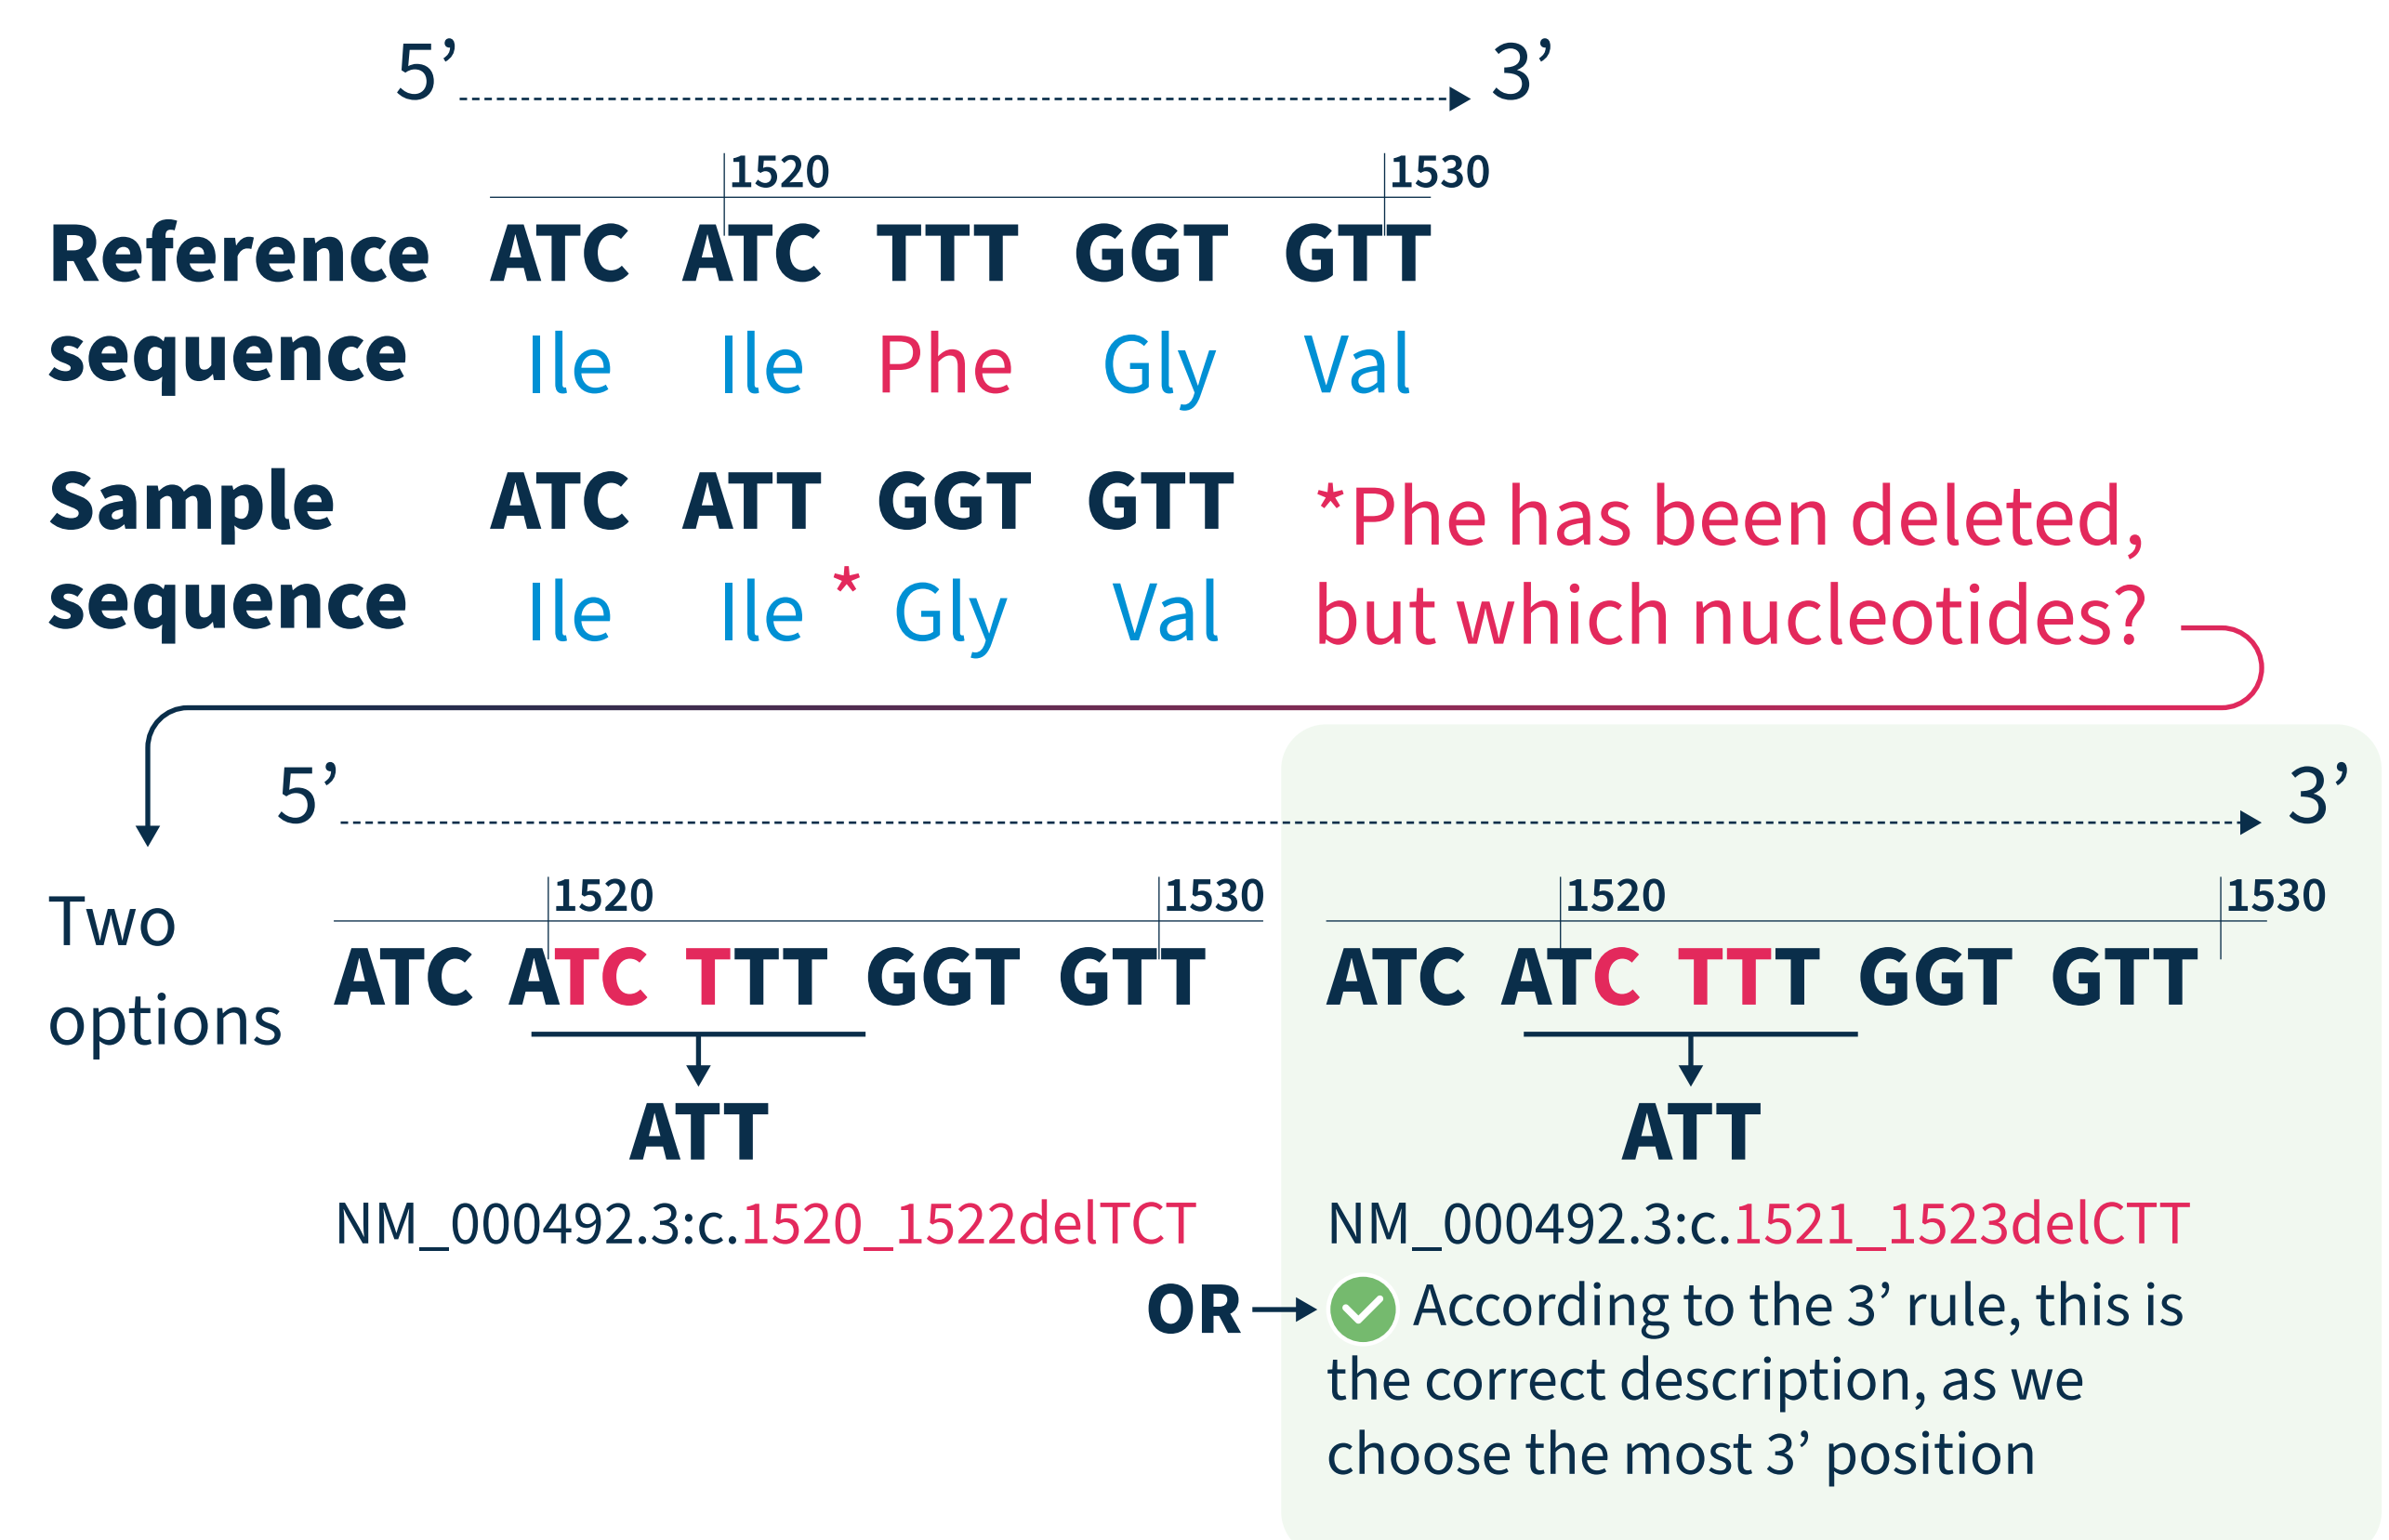 5’ 3’
1520 1530
Reference ATC ATC TTT GGT GTT
sequence Ile Ile Phe Gly Val
Sample ATC ATT GGT GTT
sequence Ile Ile * Gly Val
*Phe has been deleted,
but which nucleotides?
5’ 3’
Two
options
1520 1530
ATC ATC TTT GGT GTT
ATT
NM_000492.3:c.1520_1522delTCT
OR
1520 1530
ATC ATC TTT GGT GTT
ATT
NM_000492.3:c.1521_1523delCTT
According to the 3’ rule, this is
the correct description, as we
choose the most 3’ position